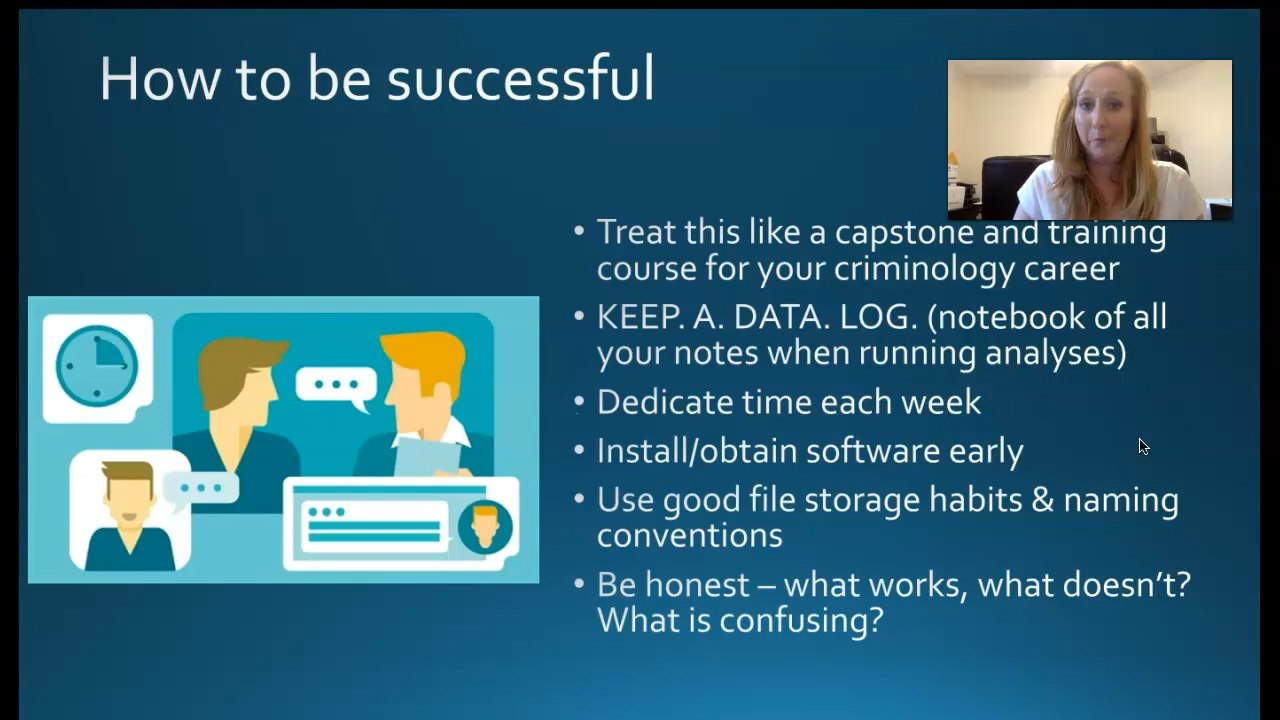 How to be successful
• Treat this like a capstone and training
course for your criminology career
• KEEP. A. DATA. LOG. (notebook of all
your notes when running analyses)
• Dedicate time each week
• Install/obtain software early
• Use good file storage habits & naming
conventions
• Be honest – what works, what doesn't?
What is confusing?